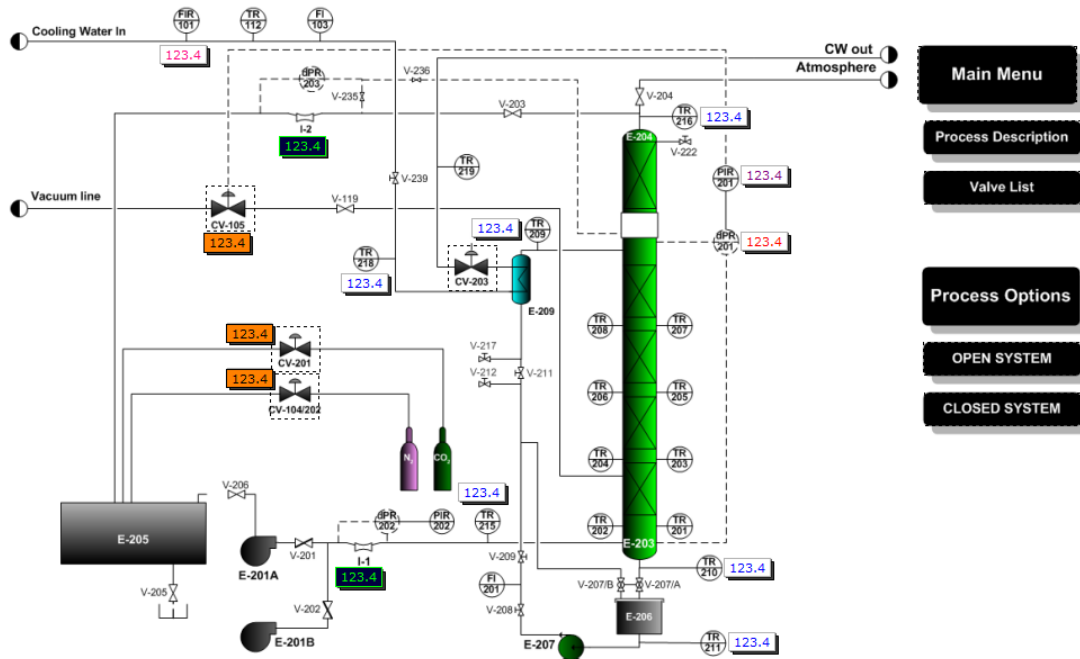 FIR
101
TR
112
FI
103
Cooling Water In
123.4
CW out
Atmosphere
Main Menu
dPR
203
V-236
V-235
V-203
V-204
I-2
123.4
E-204
TR
216
123.4
V-222
Process Description
Valve List
TR
219
V-239
PIR
201
123.4
Vacuum line
CV-105
123.4
V-119
123.4
TR
209
dPR
201
123.4
TR
218
123.4
CV-203
E-209
Process Options
OPEN SYSTEM
CLOSED SYSTEM
TR
208
TR
207
123.4
CV-201
123.4
CV-104/202
V-217
V-212
V-211
TR
206
TR
205
N2
CO2
TR
204
TR
203
123.4
V-206
E-205
dPR
202
PIR
202
TR
215
TR
202
TR
201
E-203
V-201
E-201A
I-1
123.4
V-209
TR
210
123.4
V-207/B
V-207/A
FI
201
V-205
V-202
V-208
E-206
E-201B
E-207
TR
211
123.4